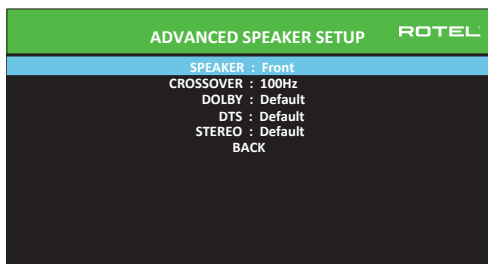 ADVANCED SPEAKER SETUP
ROTEL
SPEAKER : Front
CROSSOVER : 100Hz
DOLBY : Default
DTS : Default
STEREO : Default
BACK